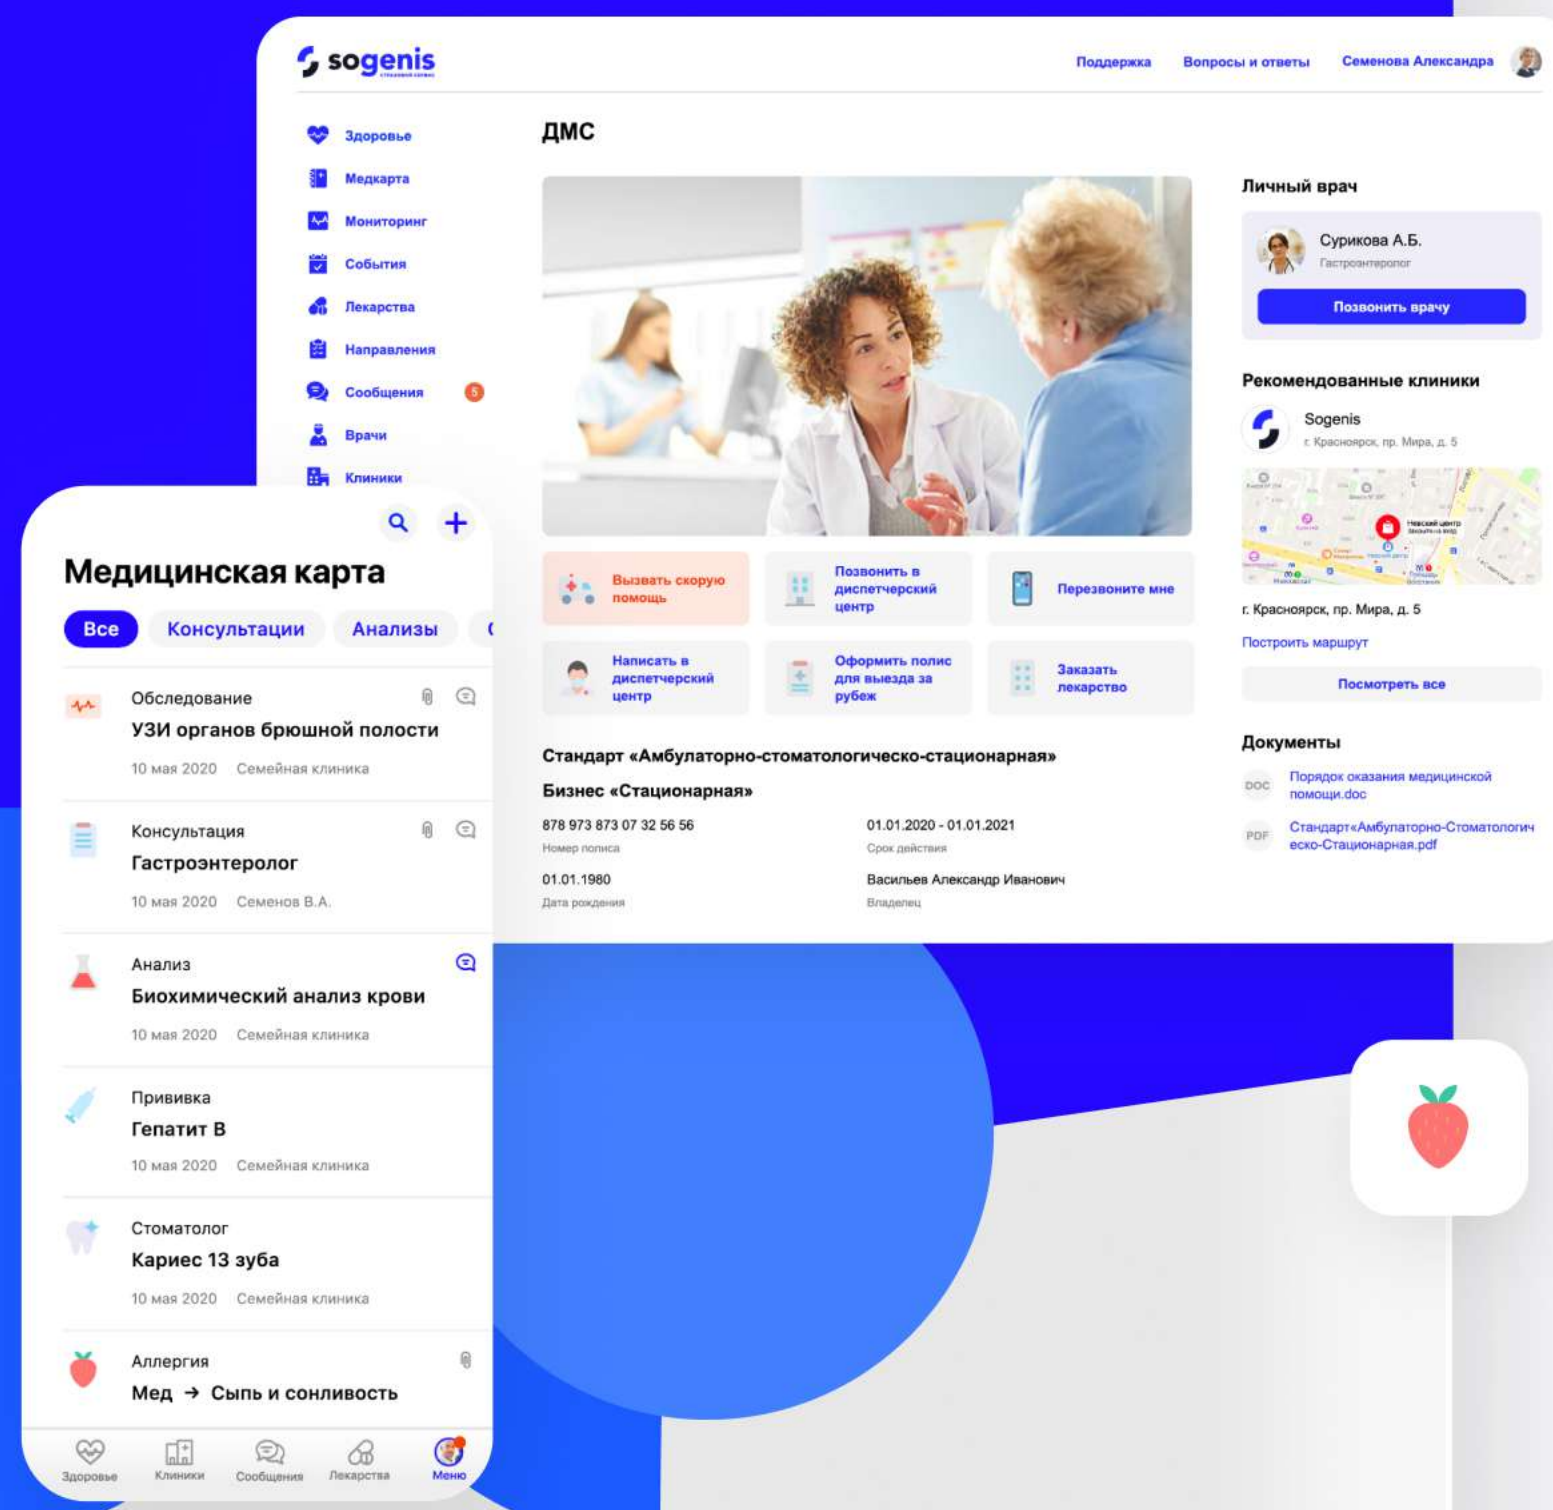 sogenis
СТРАХОВОЙ СЕРВИС
Поддержка
Вопросы и ответы
Семенова Александра
Здоровье
Медкарта
Мониторинг
События
Лекарства
Направления
Сообщения
5
Врачи
Клиники
ДМС
Вызвать скорую
помощь
Позвонить в
диспетчерский
центр
Перезвоните мне
Написать в
диспетчерский
центр
Оформить полис
для выезда за
рубеж
Заказать
лекарство
Стандарт «Амбулаторно-стоматологическо-стационарная»
Бизнес «Стационарная»
878 973 873 07 32 56 56
Номер полиса
01.01.2020 - 01.01.2021
Срок действия
01.01.1980
Дата рождения
Васильев Александр Иванович
Владелец
Личный врач
Сурикова А.Б.
Гастроэнтеролог
Позвонить врачу
Рекомендованные клиники
Sogenis
г. Красноярск, пр. Мира, д. 5
Невский центр
г. Красноярск, пр. Мира, д. 5
Построить маршрут
Посмотреть все
Документы
DOC
Порядок оказания медицинской
помощи.doc
PDF
Стандарт«Амбулаторно-Стоматологич
еско-Стационарная.pdf
Медицинская карта
Все
Консультации
Анализы
Обследование
УЗИ органов брюшной полости
10 мая 2020 Семейная клиника
Консультация
Гастроэнтеролог
10 мая 2020 Семенов В.А.
Анализ
Биохимический анализ крови
10 мая 2020 Семейная клиника
Прививка
Гепатит B
10 мая 2020 Семейная клиника
Стоматолог
Кариес 13 зуба
10 мая 2020 Семейная клиника
Аллергия
Мед → Сыпь и сонливость
Здоровье
Клиники
Сообщения
Лекарства
Меню